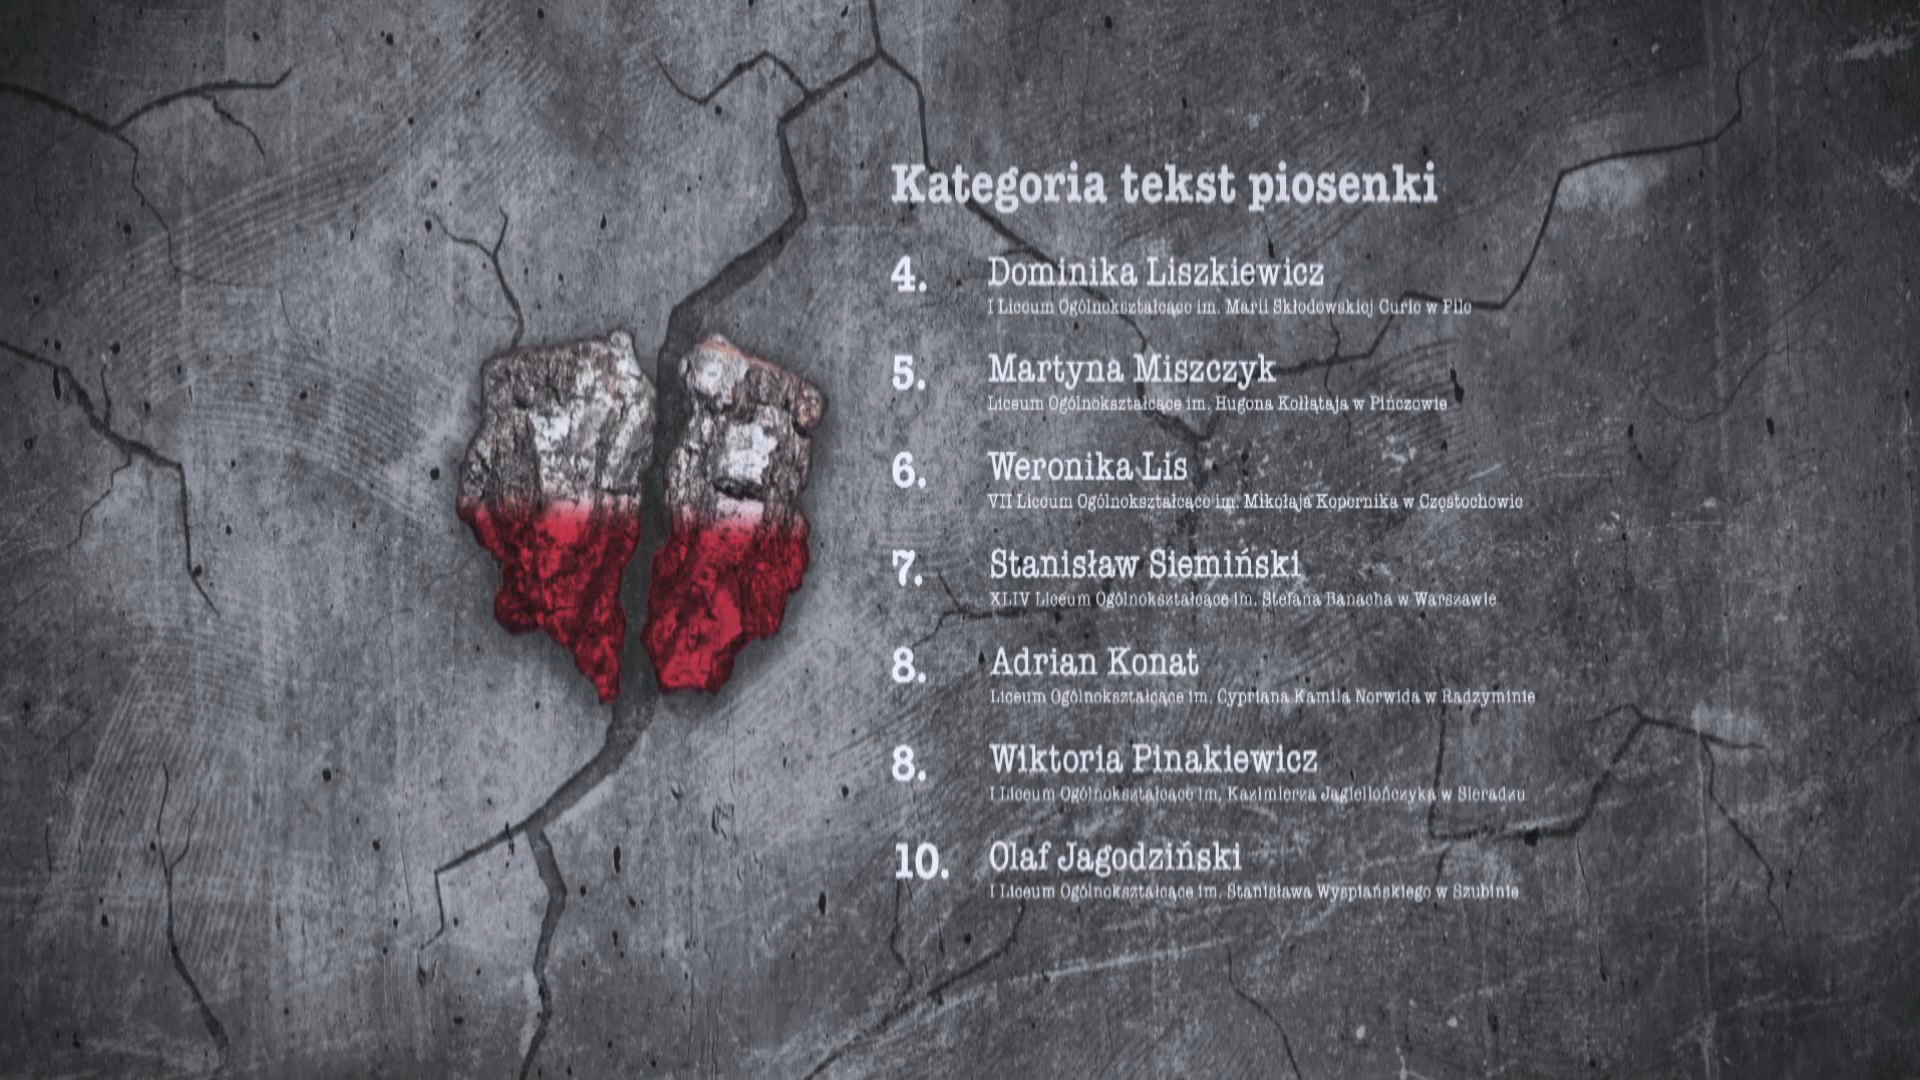 Kategoria tekst piosenki
4. Dominika Liszkiewicz
I Liceum Ogólnokształcące im. Marii Skłodowskiej Curie w Pile
5. Martyna Miszczyk
Liceum Ogólnokształcące im. Hugona Kołłątaja w Pińczowie
6. Weronika Lis
VII Liceum Ogólnokształcące im. Mikołaja Kopernika w Częstochowie
7. Stanisław Siemiński
XLIV Liceum Ogólnokształcące im. Stefana Banacha w Warszawie
8. Adrian Konat
Liceum Ogólnokształcące im. Cypriana Kamila Norwida w Radzyminie
8. Wiktoria Pinakiewicz
I Liceum Ogólnokształcące im, Kazimierza Jagiellończyka w Sieradzu
10. Olaf Jagodziński
I Liceum Ogólnokształcące im. Stanisława Wyspiańskiego w Szubinie